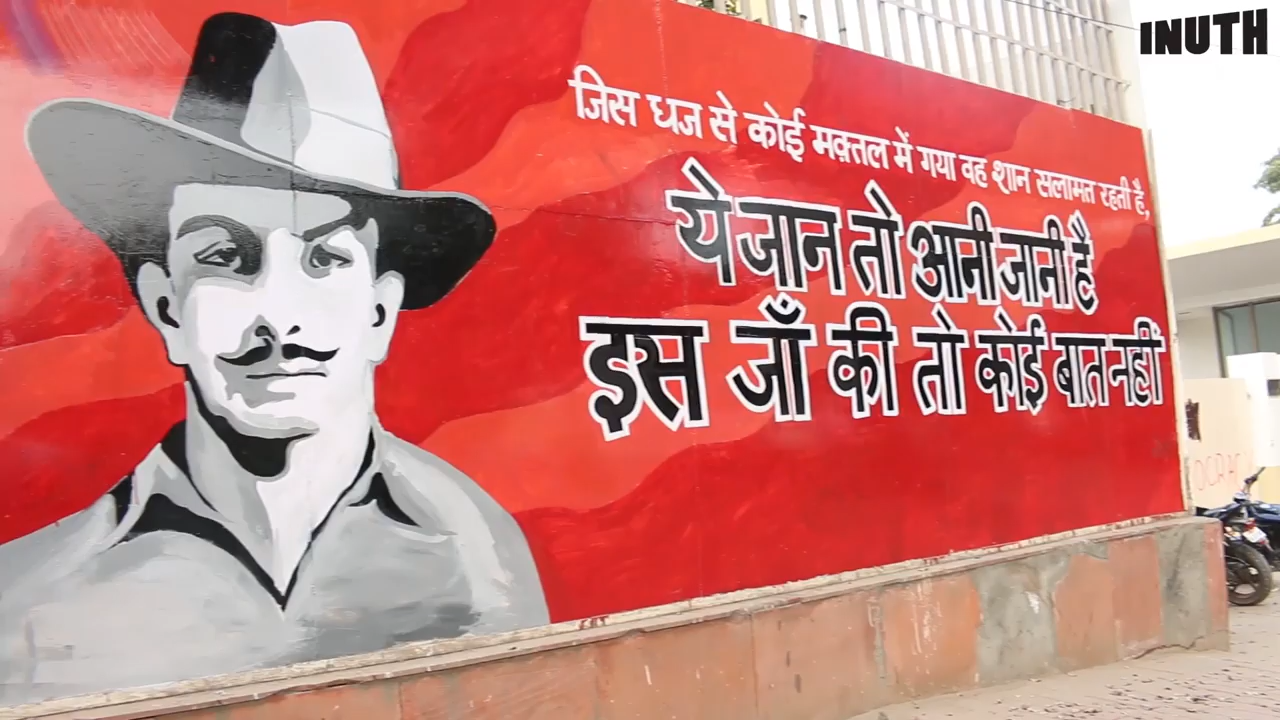 INUTH
जिस धज से कोई मक़्तल में गया वह शान सलामत रहती है,
ये जान तो आनी जानी है
इस जाँ की तो कोई बात नहीं